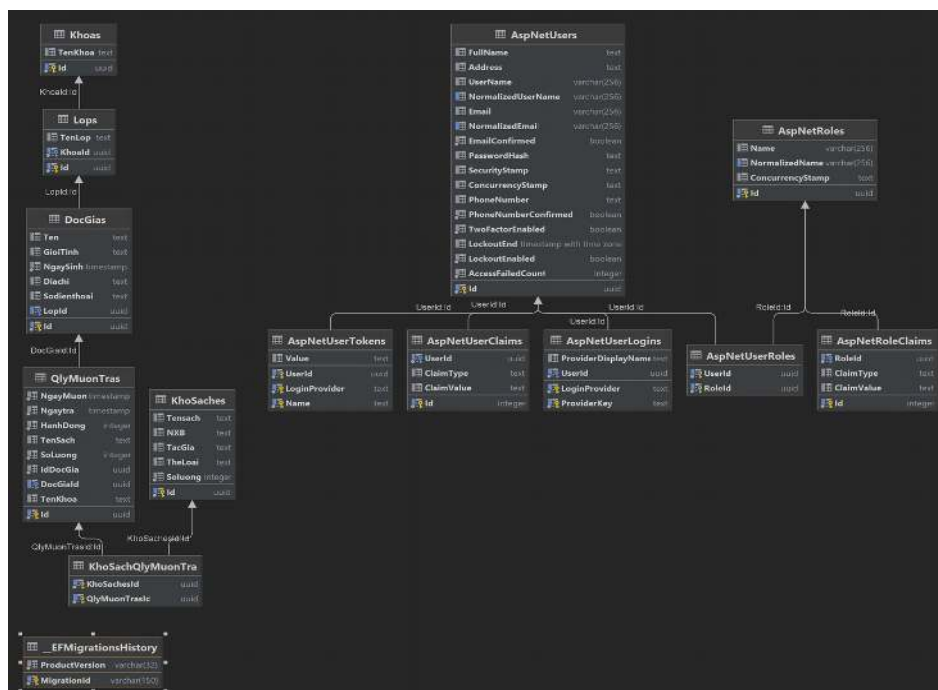 Khoas
TenKhoa text
Id uuid
KhoaId:Id
Lops
TenLop text
KhoaId uuid
Id uuid
LopId:Id
DocGias
Ten text
GioiTinh text
NgaySinh timestamp
Diachi text
Sodienthoai text
LopId uuid
Id uuid
DocGiaId:Id
QlyMuonTras
NgayMuon timestamp
Ngaytra timestamp
HanhDong integer
TenSach text
SoLuong integer
IdDocGia uuid
DocGiaId uuid
TenKhoa text
Id uuid
KhoSaches
Tensach text
NXB text
TacGia text
TheLoai text
Soluong integer
Id uuid
QlyMuonTrasId:Id
KhoSachesId:Id
KhoSachQlyMuonTra
KhoSachesId uuid
QlyMuonTrasId uuid
__EFMigrationsHistory
ProductVersion varchar(32)
MigrationId varchar(150)
AspNetUsers
FullName text
Address text
UserName varchar(256)
NormalizedUserName varchar(256)
Email varchar(256)
NormalizedEmail varchar(256)
EmailConfirmed boolean
PasswordHash text
SecurityStamp text
ConcurrencyStamp text
PhoneNumber text
PhoneNumberConfirmed boolean
TwoFactorEnabled boolean
LockoutEnd timestamp with time zone
LockoutEnabled boolean
AccessFailedCount integer
Id uuid
AspNetRoles
Name varchar(256)
NormalizedName varchar(256)
ConcurrencyStamp text
Id uuid
UserId:Id
UserId:Id
UserId:Id
UserId:Id
RoleId:Id
RoleId:Id
AspNetUserTokens
Value text
UserId uuid
LoginProvider text
Name text
AspNetUserClaims
UserId uuid
ClaimType text
ClaimValue text
Id integer
AspNetUserLogins
ProviderDisplayName text
UserId uuid
LoginProvider text
ProviderKey text
AspNetUserRoles
UserId uuid
RoleId uuid
AspNetRoleClaims
RoleId uuid
ClaimType text
ClaimValue text
Id integer